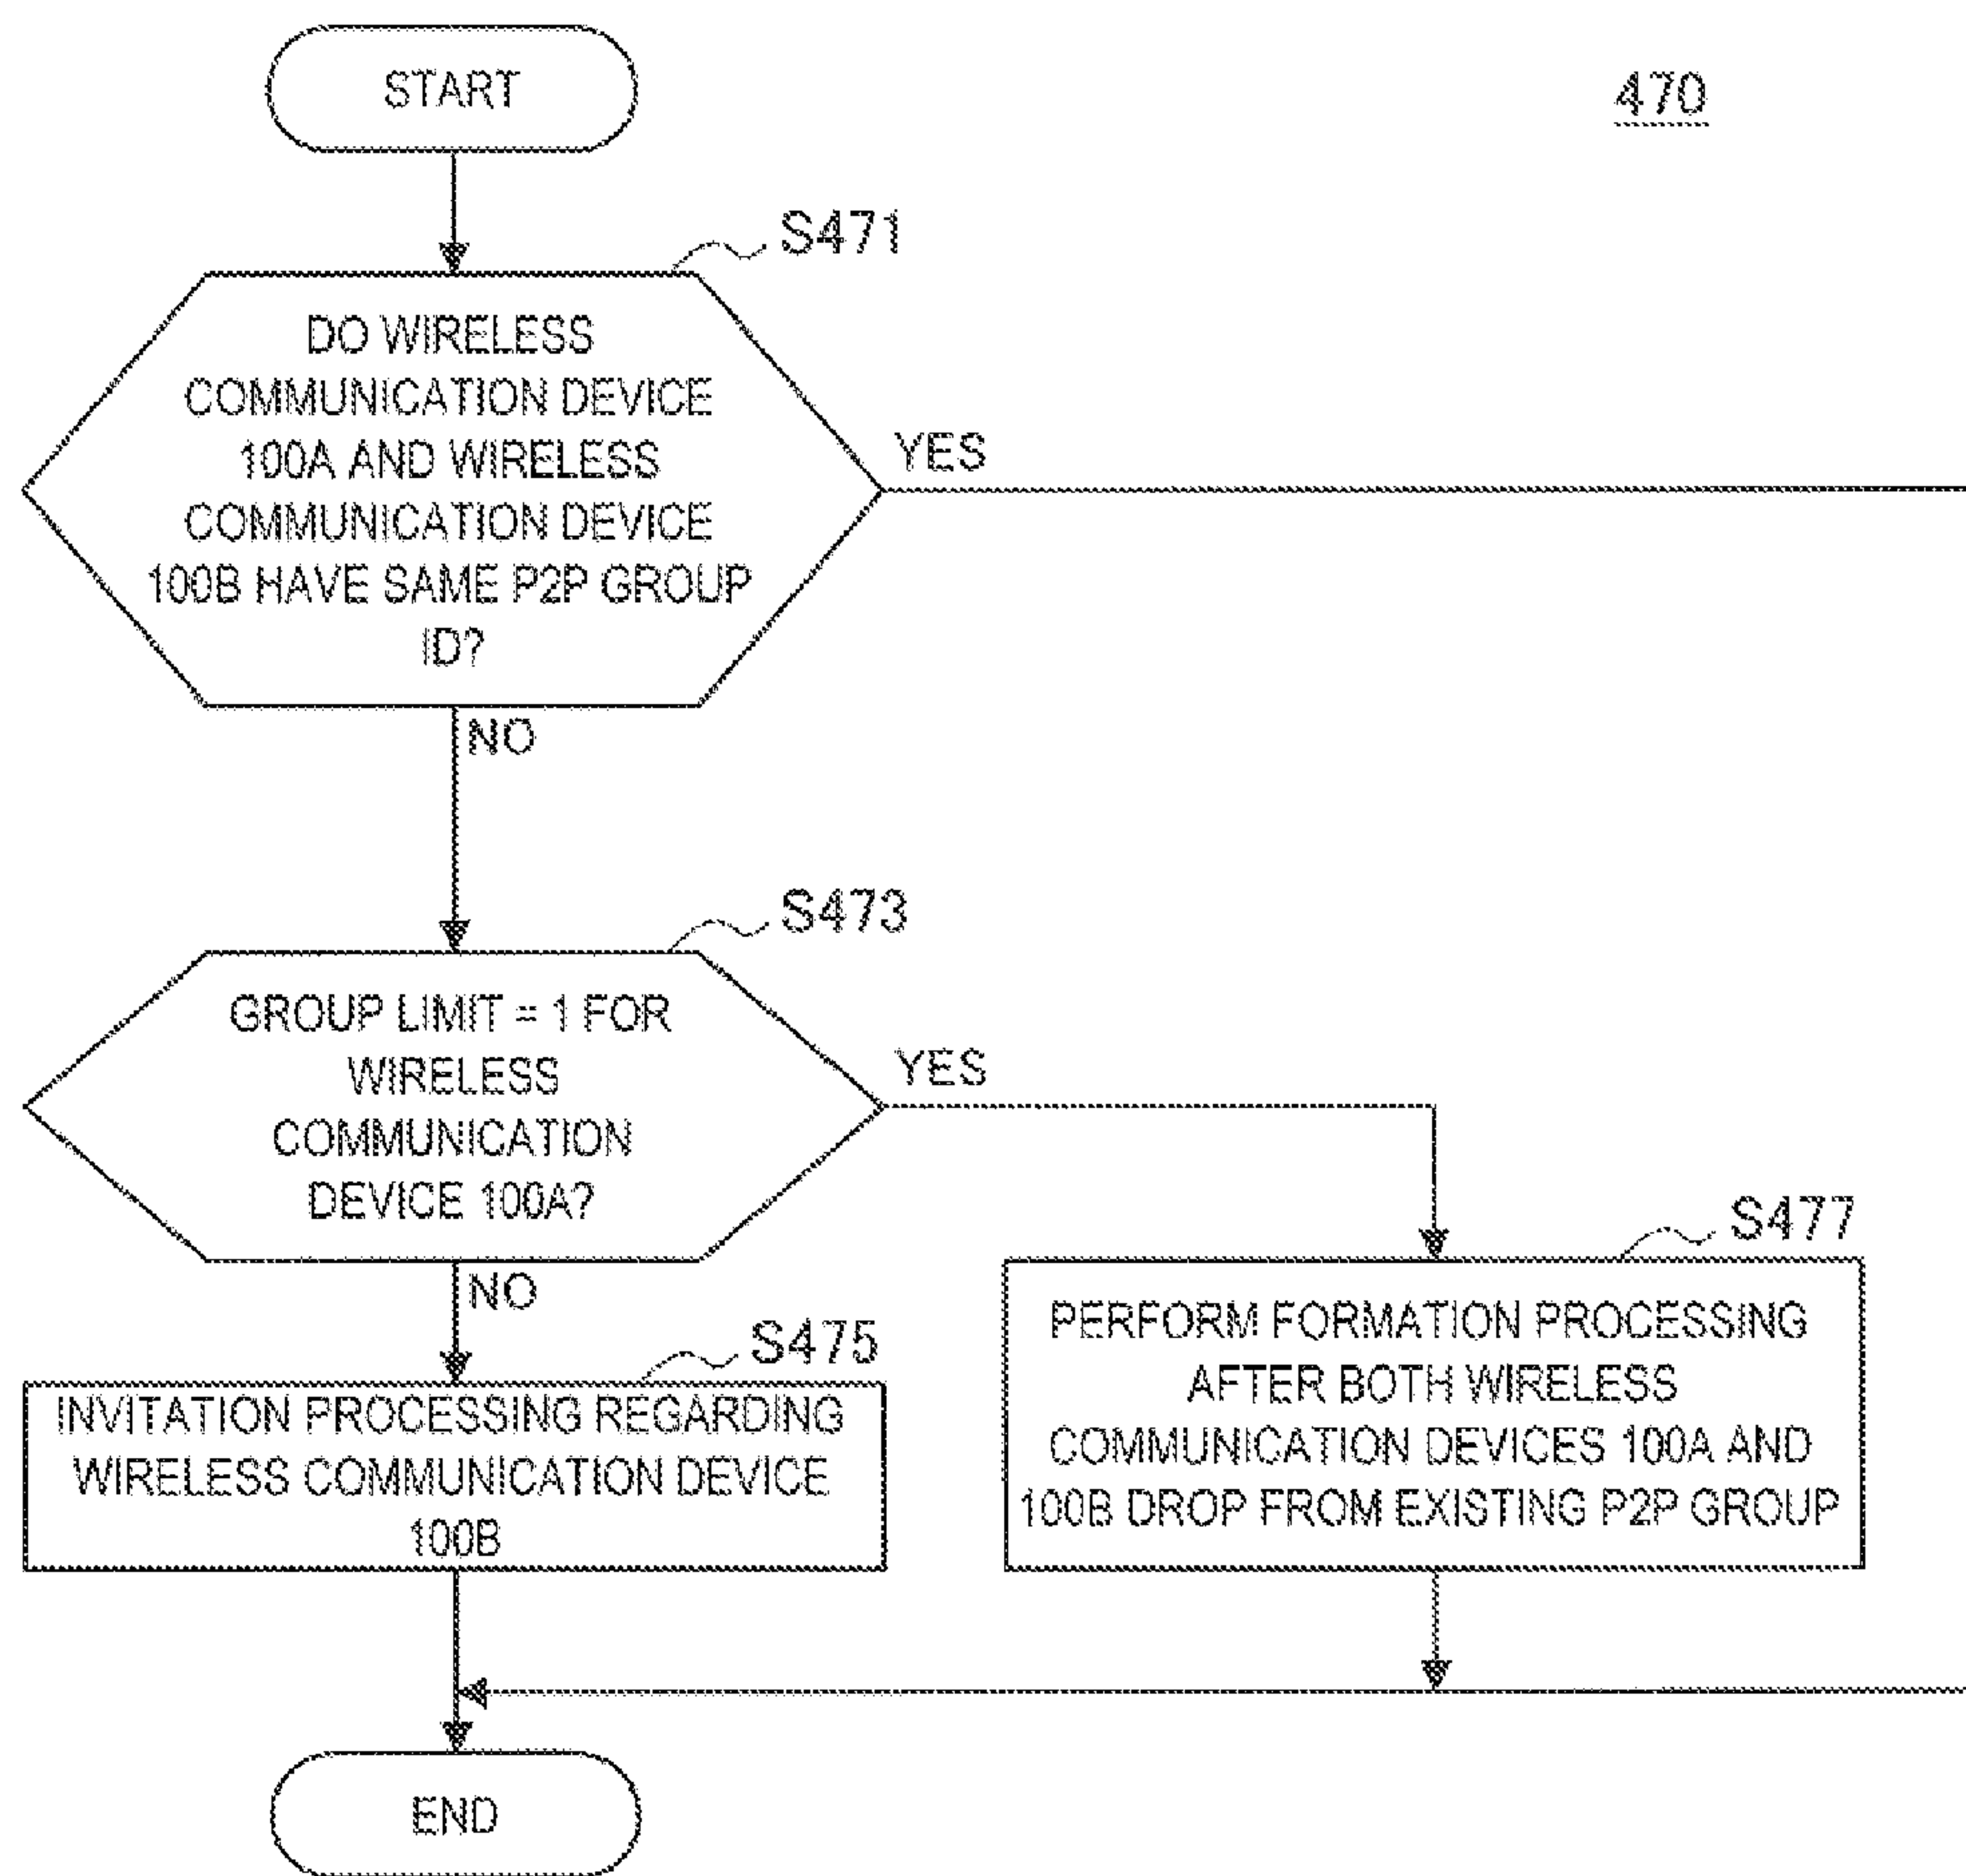 START
470
S471
DO WIRELESS
COMMUNICATION DEVICE
100A AND WIRELESS
COMMUNICATION DEVICE
100B HAVE SAME P2P GROUP
ID?
YES
NO
S473
GROUP LIMIT = 1 FOR
WIRELESS
COMMUNICATION
DEVICE 100A?
YES
NO
S475
INVITATION PROCESSING REGARDING
WIRELESS COMMUNICATION DEVICE
100B
S477
PERFORM FORMATION PROCESSING
AFTER BOTH WIRELESS
COMMUNICATION DEVICES 100A AND
100B DROP FROM EXISTING P2P GROUP
END